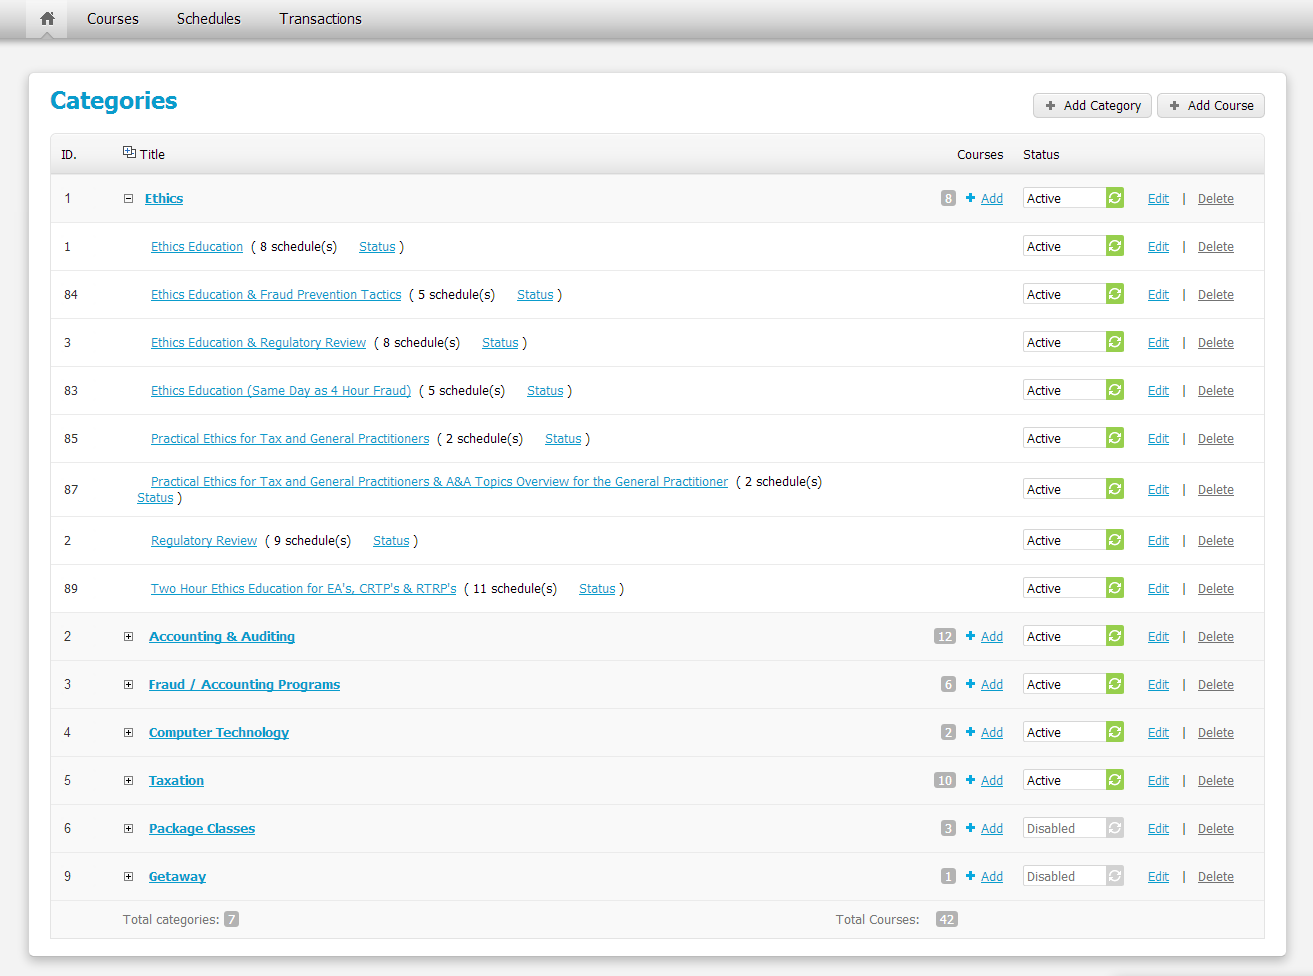 Courses Schedules Transactions
Categories
Add Category Add Course
ID. Title Courses Status
1 Ethics 8 Add Active Edit | Delete
1 Ethics Education ( 8 schedule(s) Status ) Active Edit | Delete
84 Ethics Education & Fraud Prevention Tactics ( 5 schedule(s) Status ) Active Edit | Delete
3 Ethics Education & Regulatory Review ( 8 schedule(s) Status ) Active Edit | Delete
83 Ethics Education (Same Day as 4 Hour Fraud) ( 5 schedule(s) Status ) Active Edit | Delete
85 Practical Ethics for Tax and General Practitioners ( 2 schedule(s) Status ) Active Edit | Delete
87 Practical Ethics for Tax and General Practitioners & A&A Topics Overview for the General Practitioner ( 2 schedule(s) Active Edit | Delete
Status )
2 Regulatory Review ( 9 schedule(s) Status ) Active Edit | Delete
89 Two Hour Ethics Education for EA's, CRTP's & RTRP's ( 11 schedule(s) Status ) Active Edit | Delete
2 Accounting & Auditing 12 Add Active Edit | Delete
3 Fraud / Accounting Programs 6 Add Active Edit | Delete
4 Computer Technology 2 Add Active Edit | Delete
5 Taxation 10 Add Active Edit | Delete
6 Package Classes 3 Add Disabled Edit | Delete
9 Getaway 1 Add Disabled Edit | Delete
Total categories: 7 Total Courses: 42